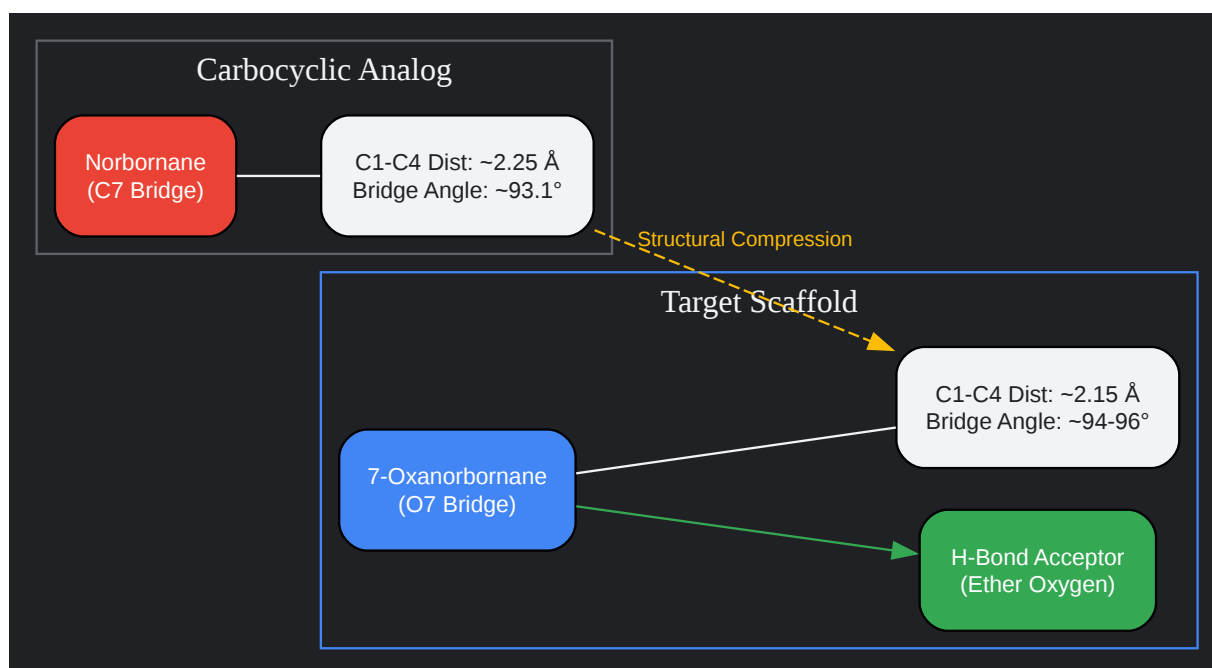 Carbocyclic Analog
Norbornane
(C7 Bridge)
C1-C4 Dist: ~2.25 Å
Bridge Angle: ~93.1°
Structural Compression
Target Scaffold
C1-C4 Dist: ~2.15 Å
Bridge Angle: ~94-96°
7-Oxanorbornane
(O7 Bridge)
H-Bond Acceptor
(Ether Oxygen)